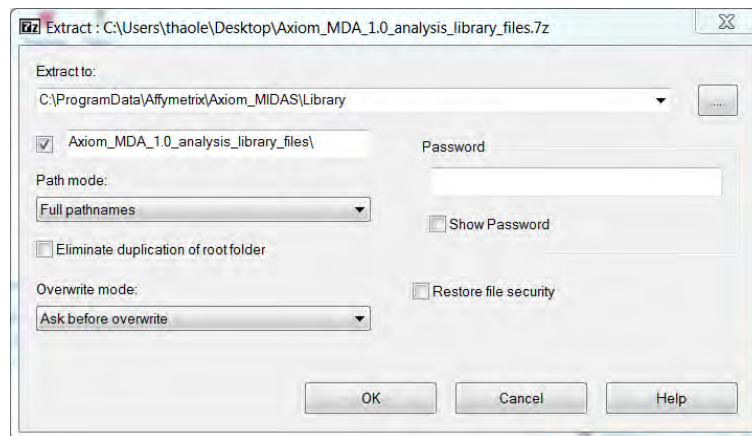 7z Extract : C:\Users\thaole\Desktop\Axiom_MDA_1.0_analysis_library_files.7z
Extract to:
C:\ProgramData\Affymetrix\Axiom_MIDAS\Library
...
Axiom_MDA_1.0_analysis_library_files\
Password
Path mode:
Full pathnames
Show Password
Eliminate duplication of root folder
Overwrite mode:
Restore file security
Ask before overwrite
OK Cancel Help